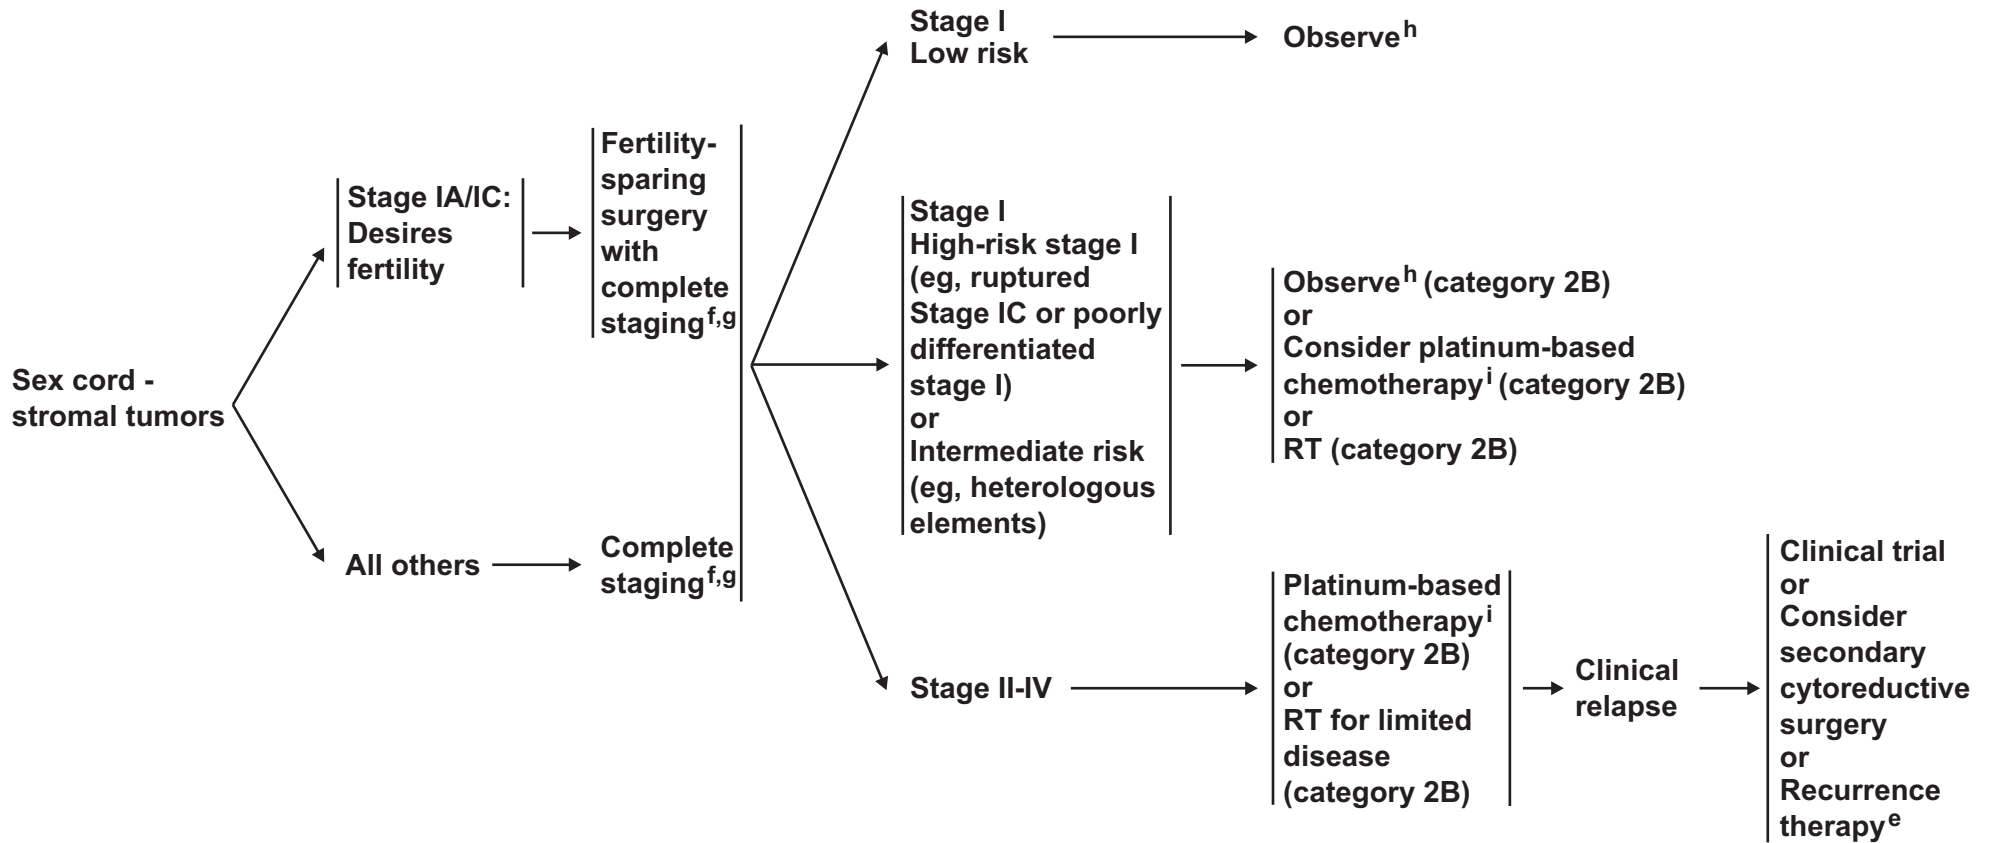 Sex cord -
stromal tumors
Stage IA/IC:
Desires
fertility
All others
Fertility-
sparing
surgery
with
complete
staging f,g
Complete
staging f,g
Stage I
Low risk
Observe h
Stage I
High-risk stage I
(eg, ruptured
Stage IC or poorly
differentiated
stage I)
or
Intermediate risk
(eg, heterologous
elements)
Observe h (category 2B)
or
Consider platinum-based
chemotherapy i (category 2B)
or
RT (category 2B)
Stage II-IV
Platinum-based
chemotherapy i
(category 2B)
or
RT for limited
disease
(category 2B)
Clinical
relapse
Clinical trial
or
Consider
secondary
cytoreductive
surgery
or
Recurrence
therapy e